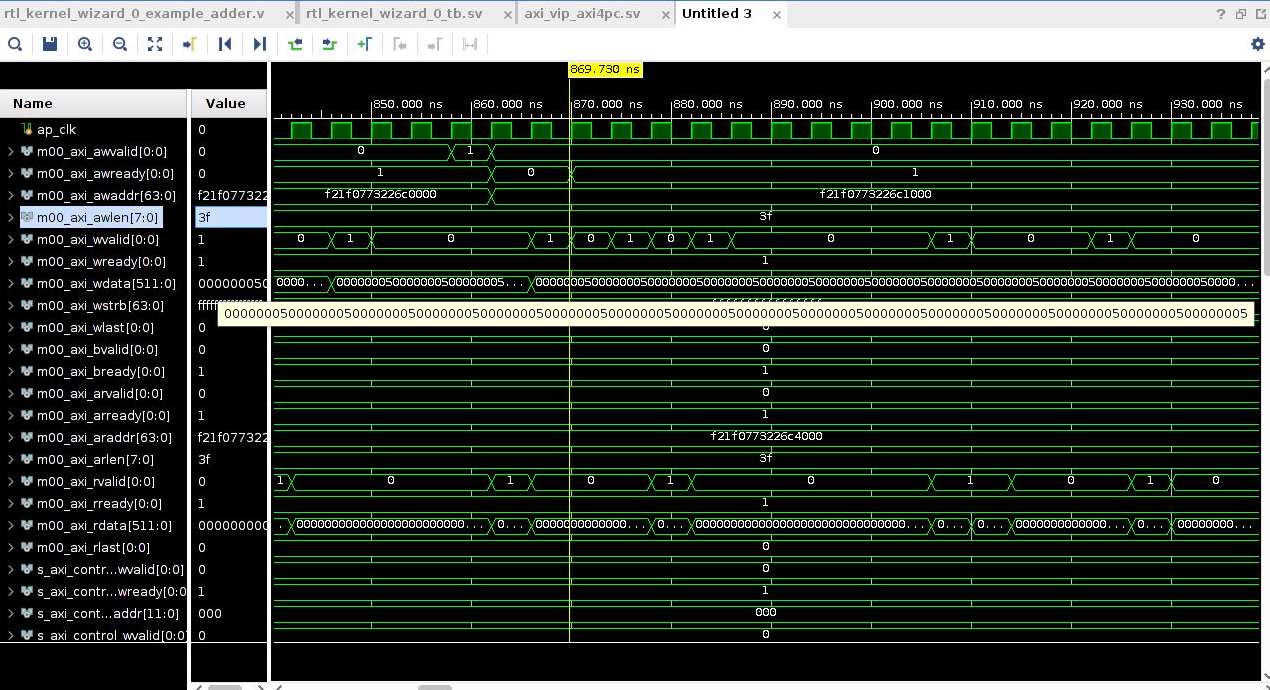 rtl_kernel_wizard_0_example_adder.v × rtl_kernel_wizard_0_tb.sv × axi_vip_axi4pc.sv × Untitled 3 ×
869.730 ns
Name Value 850.000 ns 860.000 ns 870.000 ns 880.000 ns 890.000 ns 900.000 ns 910.000 ns 920.000 ns 930.000 ns
ap_clk 0
m00_axi_awvalid[0:0] 0 0 1 0
m00_axi_awready[0:0] 0 1 0 1
m00_axi_awaddr[63:0] f21f077322 f21f0773226c0000 f21f0773226c1000
m00_axi_awlen[7:0] 3f 3f
m00_axi_wvalid[0:0] 1 0 1 0 1 0 1 0 1 0 1 0 1 0
m00_axi_wready[0:0] 1 1
m00_axi_wdata[511:0] 000000050 0000... 00000005000000050000005... 000000050000000500000005000000050000000500000005000000050000000500000005000000050000...
m00_axi_wstrb[63:0]
000000050000000500000005000000050000000500000005000000050000000500000005000000050000000500000005000000050000000500000005
m00_axi_wlast[0:0] 0 0
m00_axi_bvalid[0:0] 0 0
m00_axi_bready[0:0] 1 1
m00_axi_arvalid[0:0] 0 0
m00_axi_arready[0:0] 1 1
m00_axi_araddr[63:0] f21f077322 f21f0773226c4000
m00_axi_arlen[7:0] 3f 3f
m00_axi_rvalid[0:0] 0 1 0 1 0 1 0 1 0 1 0
m00_axi_rready[0:0] 1 1
m00_axi_rdata[511:0] 000000000 000000000000000000000000... 0... 0000000000000... 0... 000000000000000000000000000000... 0... 0... 0000000000000... 0... 00000000...
m00_axi_rlast[0:0] 0 0
s_axi_contr...wvalid[0:0] 0 0
s_axi_contr...wready[0:0 1 1
s_axi_cont...addr[11:0] 000 000
s_axi_control_wvalid[0:0] 0 0